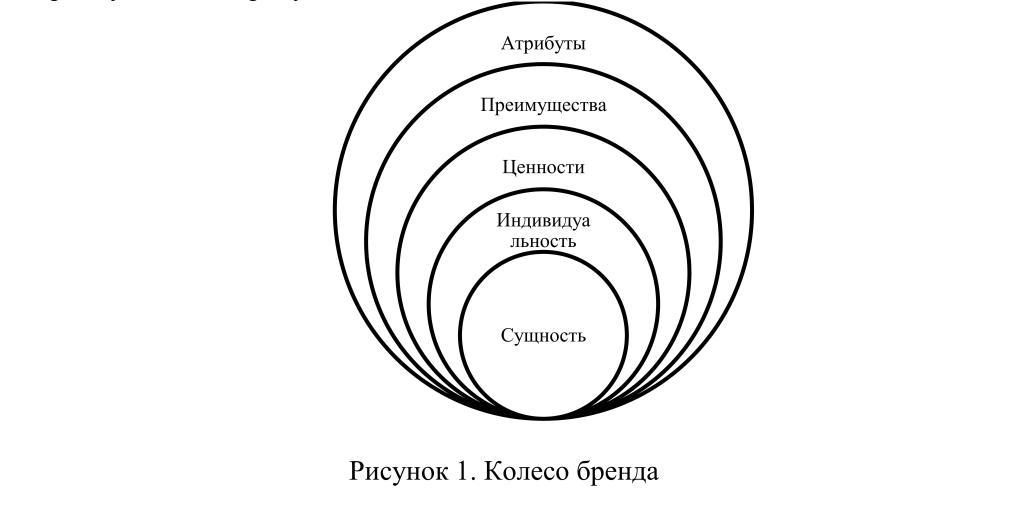 Атрибуты
Преимущества
Ценности
Индивидуа
льность
Сущность
Рисунок 1. Колесо бренда